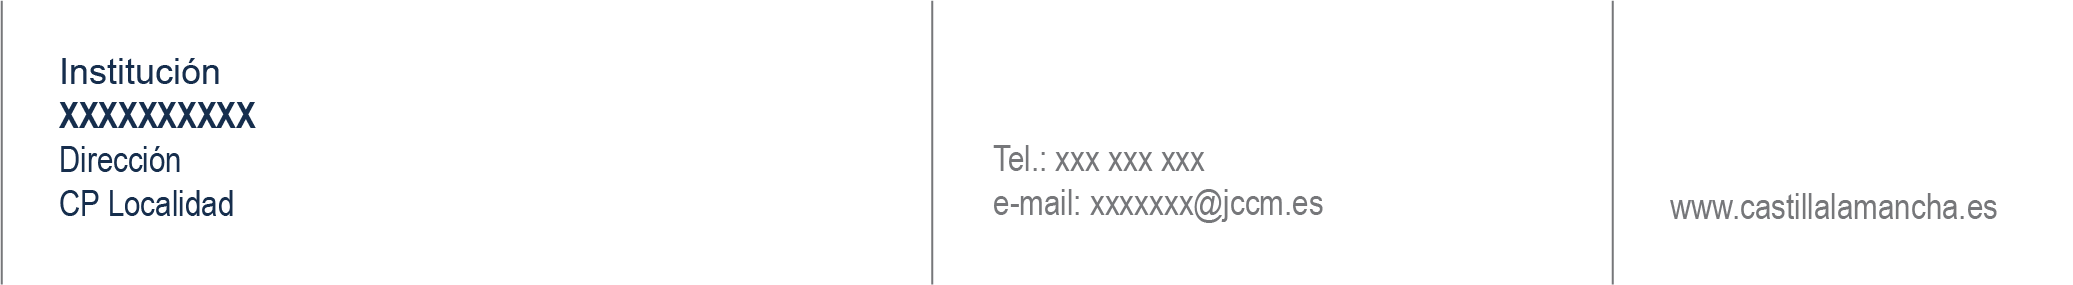 Institución
XXXXXXXXXX
Dirección
CP Localidad
Tel.: xxx xxx xxx
e-mail: xxxxxxx@jccm.es
www.castillalamancha.es